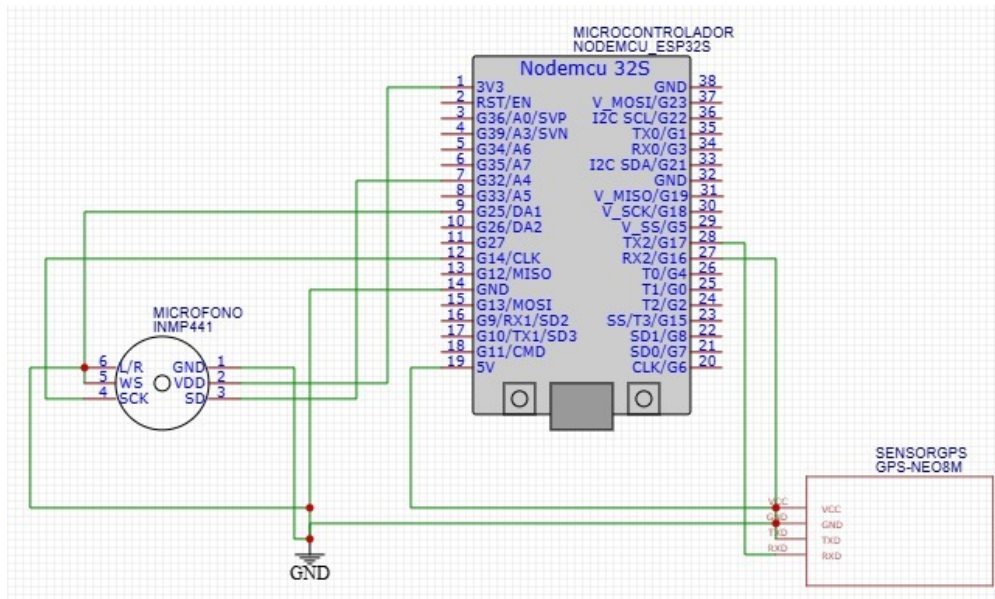 MICROCONTROLADOR
NODEMCU_ESP32S
Nodemcu 32S
1 3V3 GND 38
2 RST/EN V_MOSI/G23 37
3 G36/A0/SVP I2C SCL/G22 36
4 G39/A3/SVN TX0/G1 35
5 G34/A6 RX0/G3 34
6 G35/A7 I2C SDA/G21 33
7 G32/A4 GND 32
8 G33/A5 V_MISO/G19 31
9 G25/DA1 V_SCK/G18 30
10 G26/DA2 V_SS/G5 29
11 G27 TX2/G17 28
12 G14/CLK RX2/G16 27
13 G12/MISO T0/G4 26
14 GND T1/G0 25
15 G13/MOSI T2/G2 24
16 G9/RX1/SD2 SS/T3/G15 23
17 G10/TX1/SD3 SD1/G8 22
18 G11/CMD SD0/G7 21
19 5V CLK/G6 20
MICROFONO
INMP441
6 L/R GND 1
5 WS VDD 2
4 SCK SD 3
GND
SENSORGPS
GPS-NEO8M
VCC VCC
GND GND
TXD TXD
RXD RXD